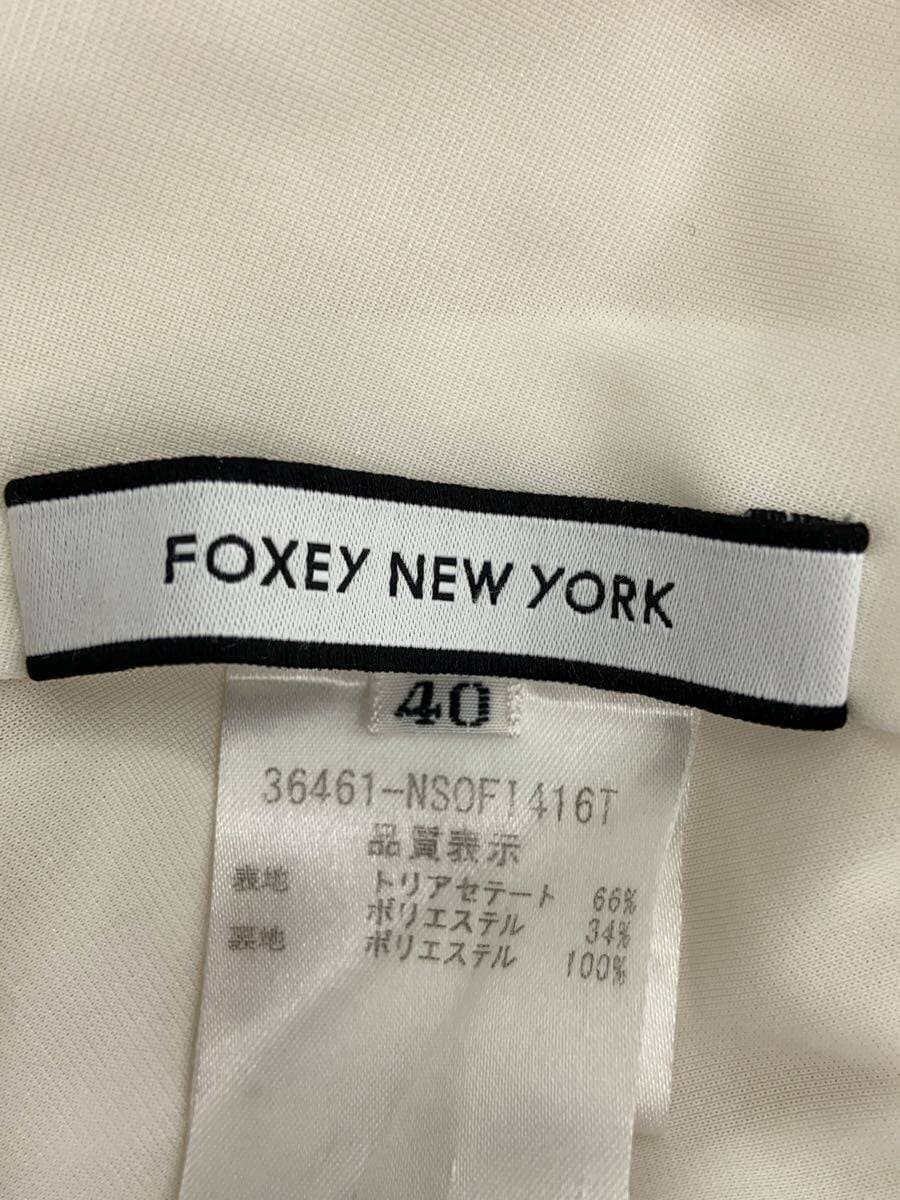 FOXEY NEW YORK
40
36461-NSOFI416T
品質表示
表地 トリアセテート 66%
ポリエステル 34%
裏地 ポリエステル 100%